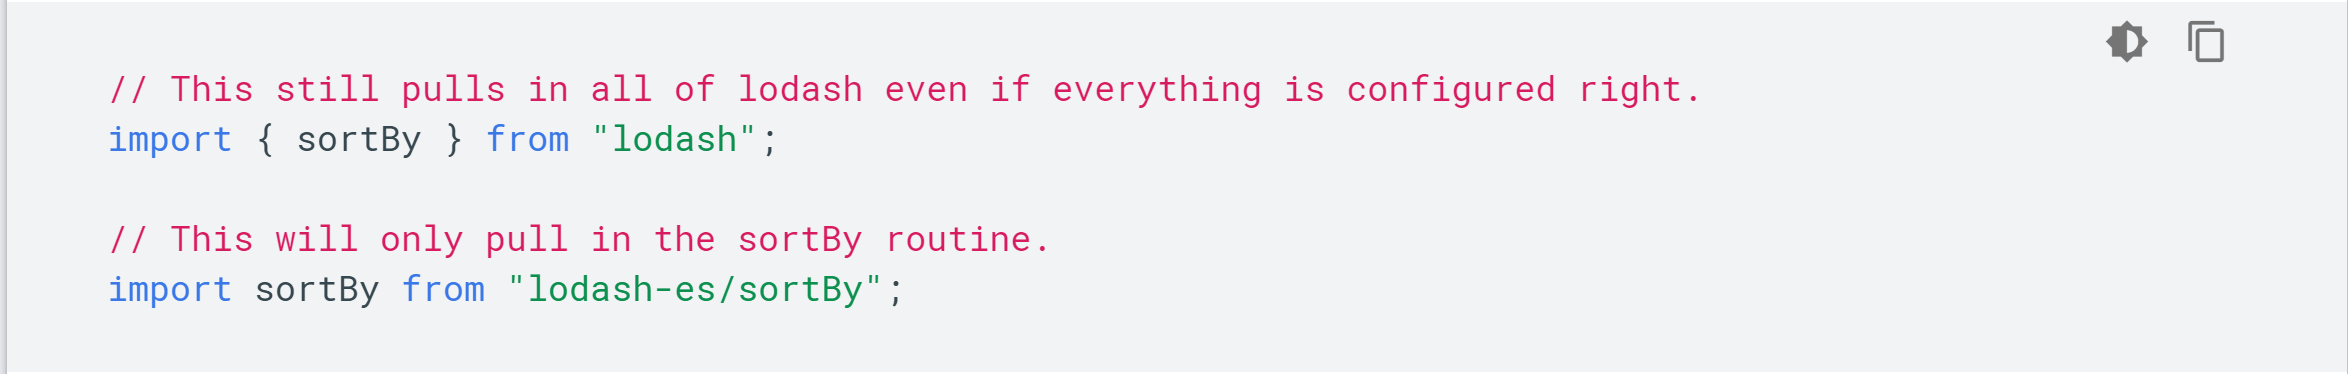 // This still pulls in all of lodash even if everything is configured right.
import { sortBy } from "lodash";
// This will only pull in the sortBy routine.
import sortBy from "lodash-es/sortBy";